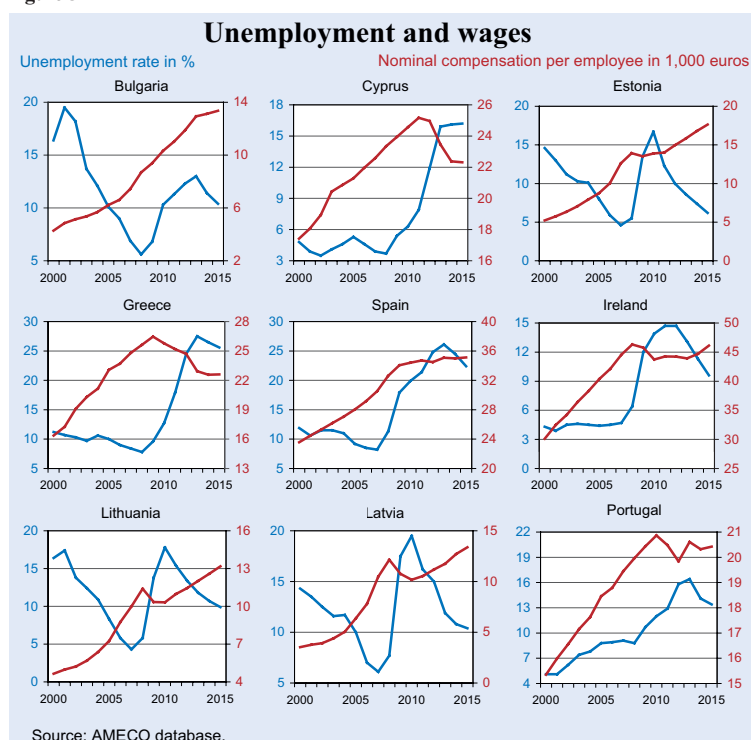 Unemployment and wages
Unemployment rate in %
Nominal compensation per employee in 1,000 euros
Bulgaria
20 14
15 10
10 6
5 2
2000 2005 2010 2015
Cyprus
18 26
15 24
12 22
9 20
6 18
3 16
2000 2005 2010 2015
Estonia
20 20
15 15
10 10
5 5
0 0
2000 2005 2010 2015
Greece
30 28
25 25
20 22
15 19
10 16
5 13
2000 2005 2010 2015
Spain
30 40
25 36
20 32
15 28
10 24
5 20
2000 2005 2010 2015
Ireland
15 50
12 45
9 40
6 35
3 30
0 25
2000 2005 2010 2015
Lithuania
20 16
15 13
10 10
5 7
0 4
2000 2005 2010 2015
Latvia
20 15
15 10
10 5
5 0
2000 2005 2010 2015
Portugal
22 21
19 20
16 19
13 18
10 17
7 16
4 15
2000 2005 2010 2015
Source: AMECO database.